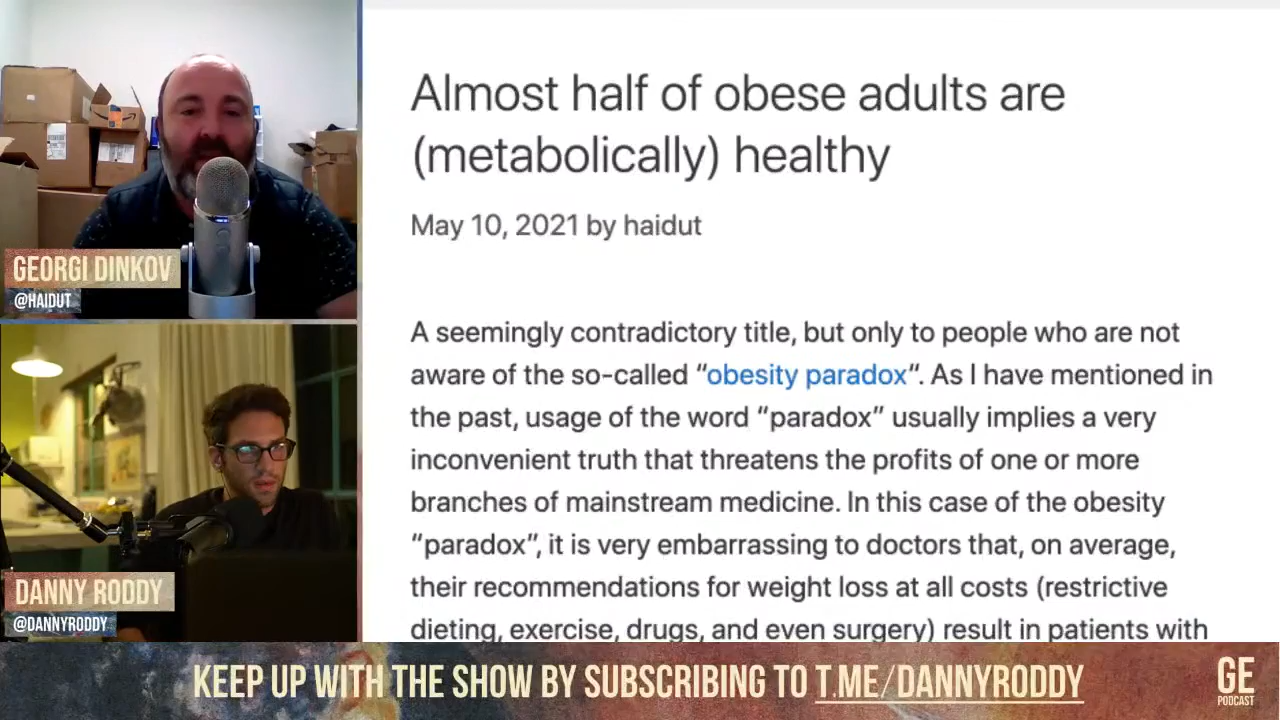 GEORGI DINKOV
@HAIDUT
DANNY RODDY
@DANNYRODDY
Almost half of obese adults are
(metabolically) healthy
May 10, 2021 by haidut
A seemingly contradictory title, but only to people who are not
aware of the so-called “obesity paradox”. As I have mentioned in
the past, usage of the word “paradox” usually implies a very
inconvenient truth that threatens the profits of one or more
branches of mainstream medicine. In this case of the obesity
“paradox”, it is very embarrassing to doctors that, on average,
their recommendations for weight loss at all costs (restrictive
dieting, exercise, drugs, and even surgery) result in patients with
KEEP UP WITH THE SHOW BY SUBSCRIBING TO T.ME/DANNYRODDY
GE
PODCAST